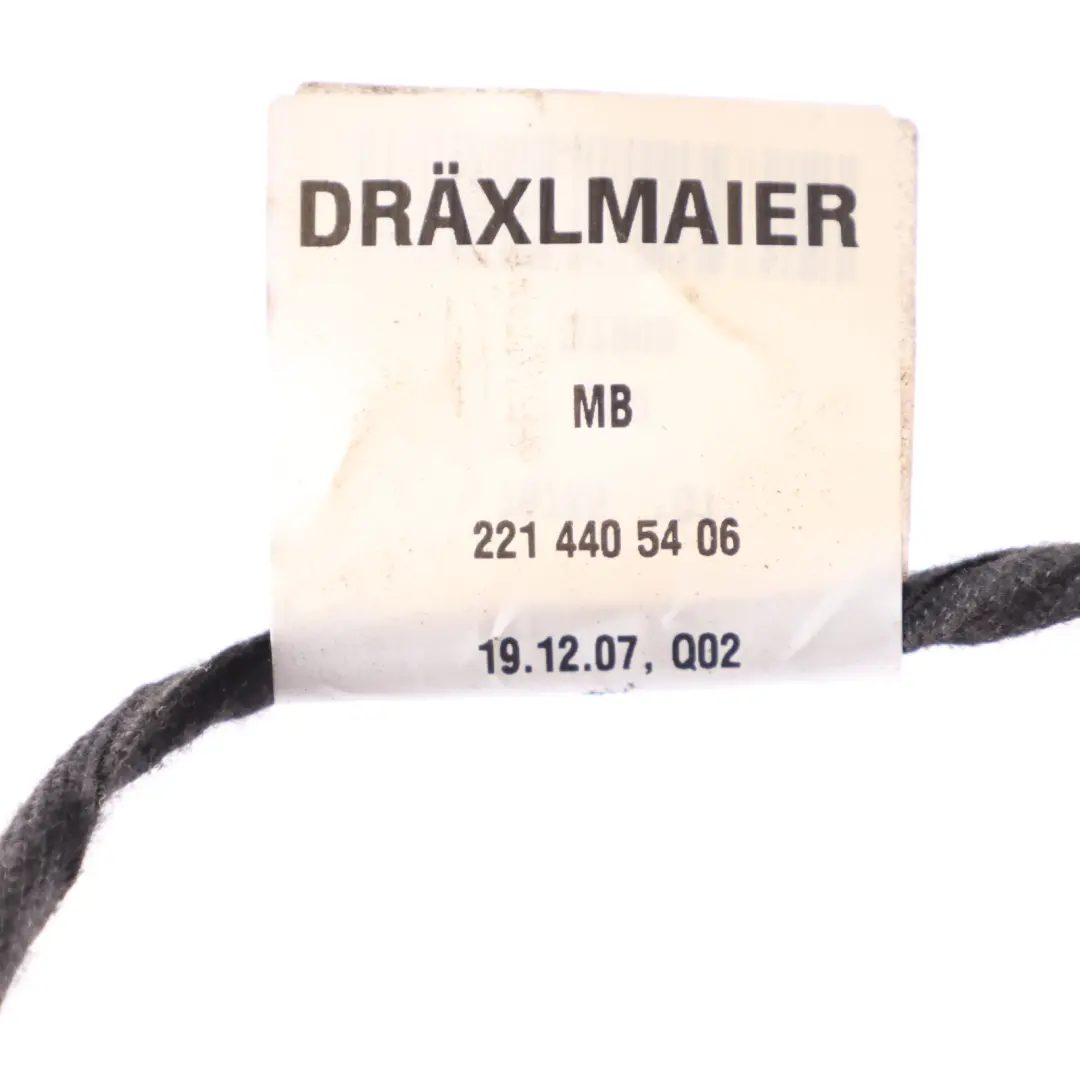 DRÄXLMAIER
MB
221 440 54 06
19.12.07, Q02